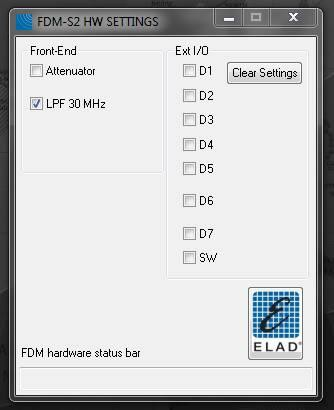 FDM-S2 HW SETTINGS
Front-End
Attenuator
LPF 30 MHz
Ext I/O
D1
Clear Settings
D2
D3
D4
D5
D6
D7
SW
E
ELAD®
FDM hardware status bar